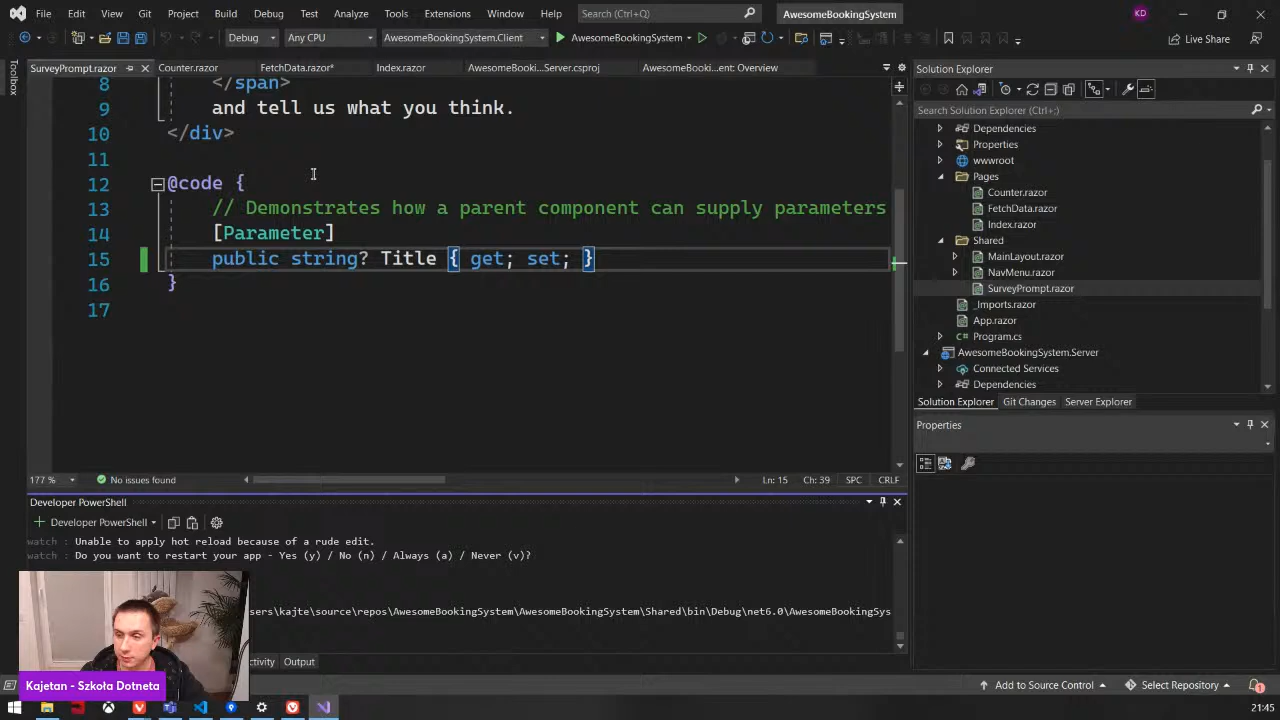 File Edit View Git Project Build Debug Test Analyze Tools Extensions Window Help Search (Ctrl+Q) AwesomeBookingSystem KD
Debug Any CPU AwesomeBookingSystem.Client AwesomeBookingSystem Live Share
Toolbox
SurveyPrompt.razor Counter.razor FetchData.razor* Index.razor AwesomeBooki...Server.csproj AwesomeBooki...ent: Overview
8 </span>
9 and tell us what you think.
10 </div>
11
12 @code {
13 // Demonstrates how a parent component can supply parameters
14 [Parameter]
15 public string? Title { get; set; }
16 }
17
177 % No issues found Ln: 15 Ch: 39 SPC CRLF
Developer PowerShell
Developer PowerShell
watch : Unable to apply hot reload because of a rude edit.
watch : Do you want to restart your app - Yes (y) / No (n) / Always (a) / Never (v)?
sers\kajte\source\repos\AwesomeBookingSystem\AwesomeBookingSystem\Shared\bin\Debug\net6.0\AwesomeBookingSys
ctivity Output
Kajetan - Szkoła Dotneta
Solution Explorer
Search Solution Explorer (Ctrl+;)
Dependencies
Properties
wwwroot
Pages
Counter.razor
FetchData.razor
Index.razor
Shared
MainLayout.razor
NavMenu.razor
SurveyPrompt.razor
_Imports.razor
App.razor
C# Program.cs
AwesomeBookingSystem.Server
Connected Services
Dependencies
Solution Explorer Git Changes Server Explorer
Properties
Add to Source Control Select Repository 1
21:45